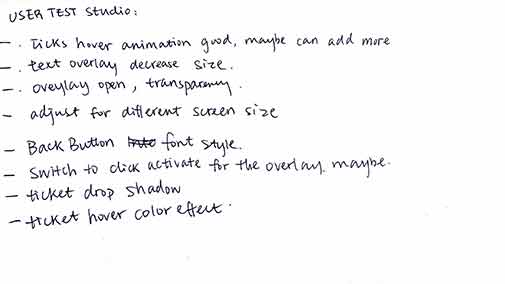 USER TEST Studio:
– . Ticks hover animation good, maybe can add more
– . text overlay decrease size.
– . oveylay open, transparency.
– adjust for different screen size
– Back Button font style.
– Switch to click activate for the overlay. maybe.
– ticket drop shadow
– ticket hover color effect.